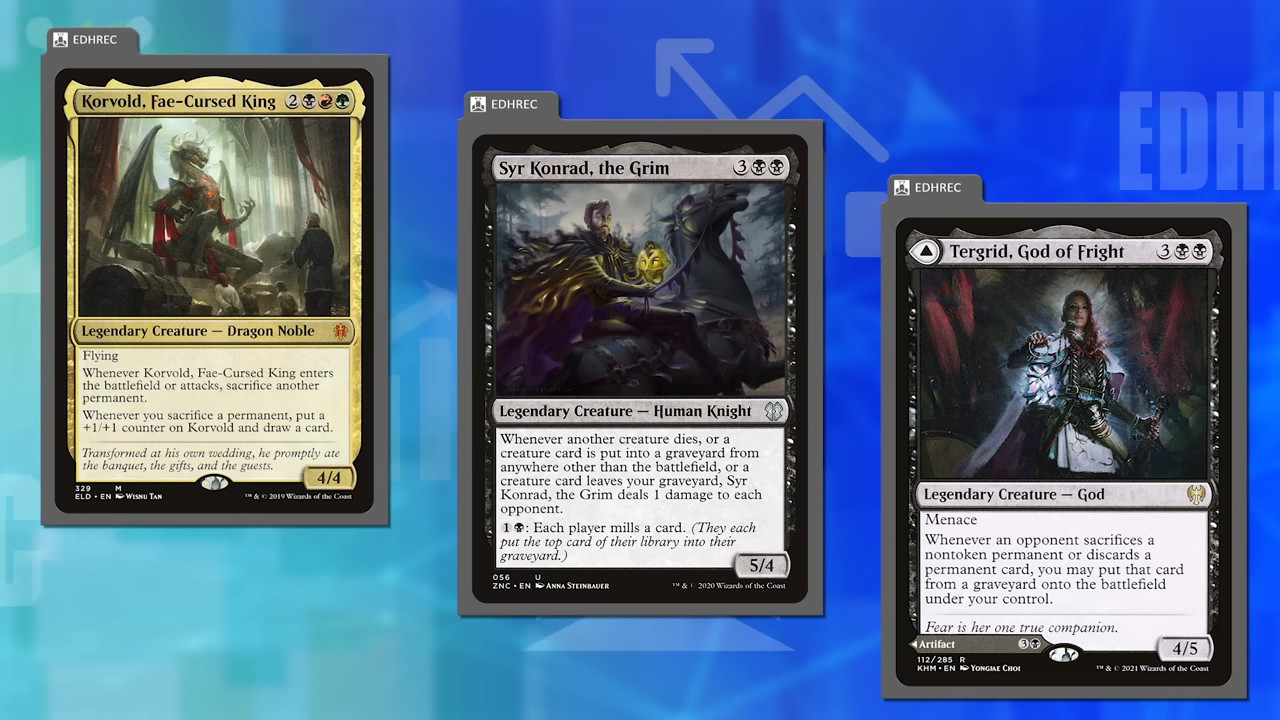 EDHREC
Korvold, Fae-Cursed King 2
Legendary Creature — Dragon Noble
Flying
Whenever Korvold, Fae-Cursed King enters
the battlefield or attacks, sacrifice another
permanent.
Whenever you sacrifice a permanent, put a
+1/+1 counter on Korvold and draw a card.
Transformed at his own wedding, he promptly ate
the banquet, the gifts, and the guests.
4/4
329 M
ELD • EN Wisnu Tan
™ & © 2019 Wizards of the Coast
EDHREC
Syr Konrad, the Grim 3
Legendary Creature — Human Knight
Whenever another creature dies, or a
creature card is put into a graveyard from
anywhere other than the battlefield, or a
creature card leaves your graveyard, Syr
Konrad, the Grim deals 1 damage to each
opponent.
1 : Each player mills a card. (They each
put the top card of their library into their
graveyard.)
5/4
056 U
ZNC • EN Anna Steinbauer
™ & © 2020 Wizards of the Coast
EDH
EDHREC
Tergrid, God of Fright 3
Legendary Creature — God
Menace
Whenever an opponent sacrifices a
nontoken permanent or discards a
permanent card, you may put that card
from a graveyard onto the battlefield
under your control.
Fear is her one true companion.
Artifact 3
4/5
112/285 R
KHM • EN Yongjae Choi
™ & © 2021 Wizards of the Coast